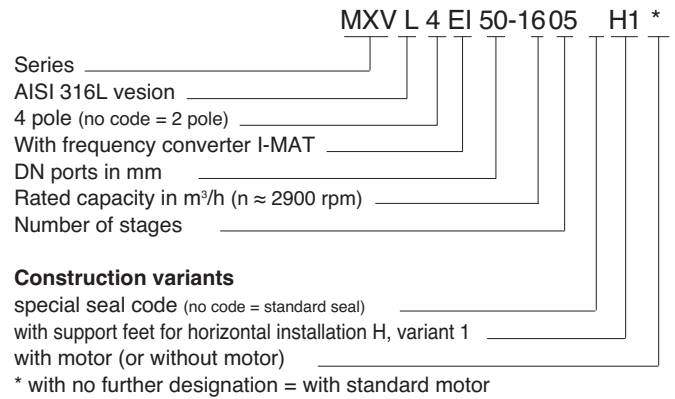 MXV L 4 EI 50-16 05 H1 *
Series
AISI 316L vesion
4 pole (no code = 2 pole)
With frequency converter I-MAT
DN ports in mm
Rated capacity in m³/h (n ≈ 2900 rpm)
Number of stages
Construction variants
special seal code (no code = standard seal)
with support feet for horizontal installation H, variant 1
with motor (or without motor)
* with no further designation = with standard motor